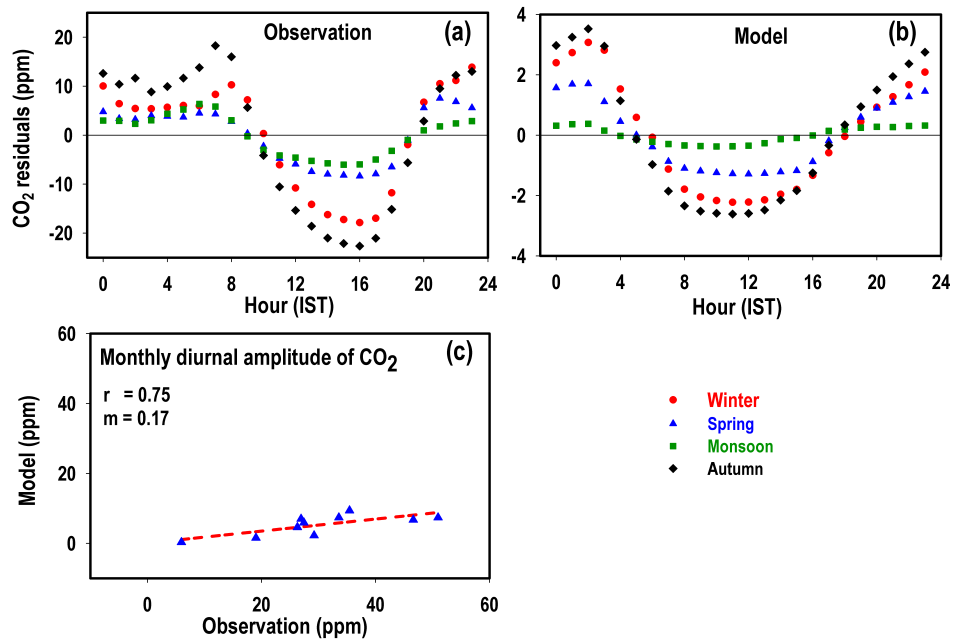 Observation
(a)
20
10
0
-10
-20
CO2 residuals (ppm)
0
4
8
12
16
20
24
Hour (IST)
Model
(b)
4
2
0
-2
-4
0
4
8
12
16
20
24
Hour (IST)
Monthly diurnal amplitude of CO2
(c)
r = 0.75
m = 0.17
60
40
20
0
Model (ppm)
0
20
40
60
Observation (ppm)
Winter
Spring
Monsoon
Autumn